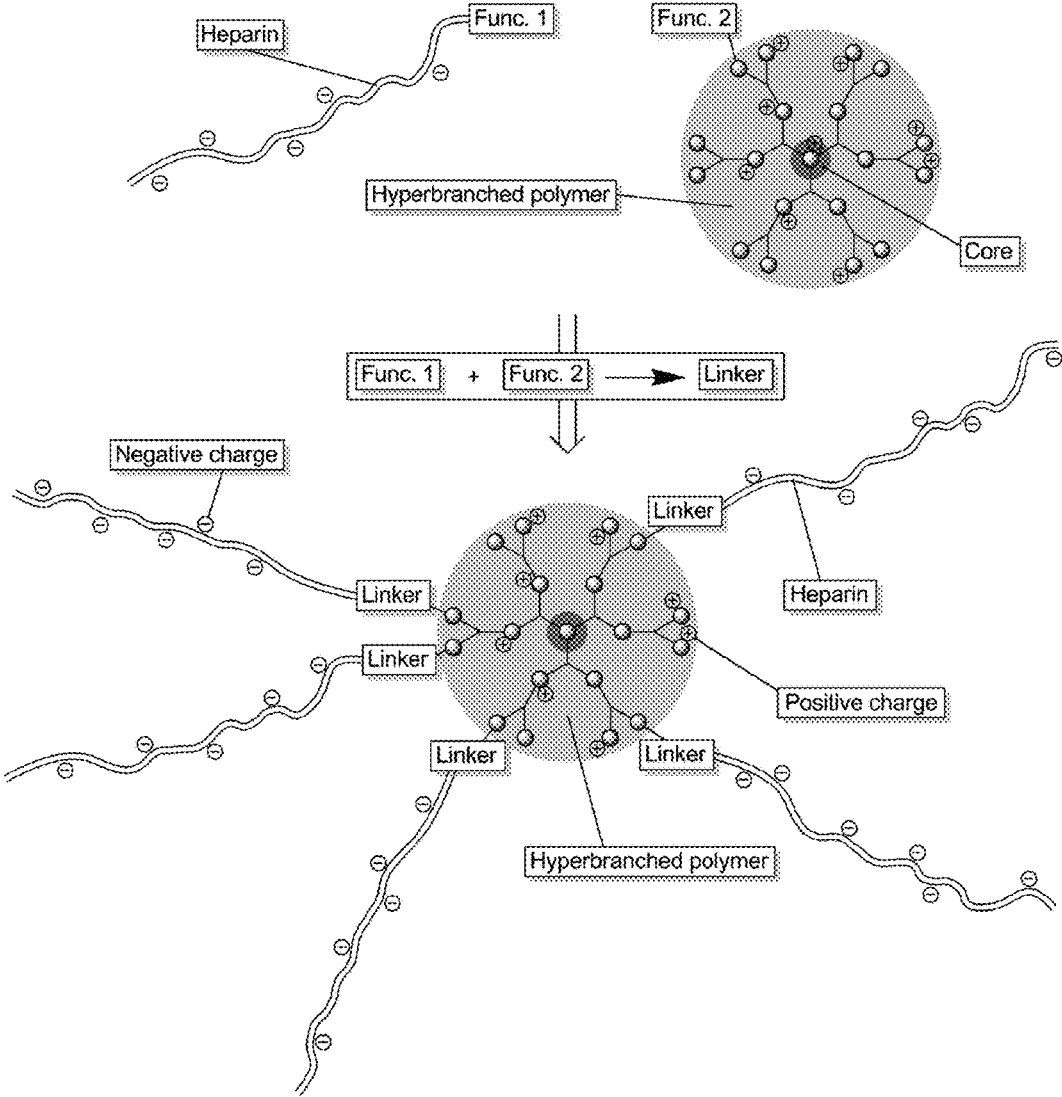 Func. 1
Func. 2
Heparin
Hyperbranched polymer
Core
Func. 1 + Func. 2 Linker
Negative charge
Linker
Linker
Heparin
Linker
Positive charge
Linker
Linker
Hyperbranched polymer